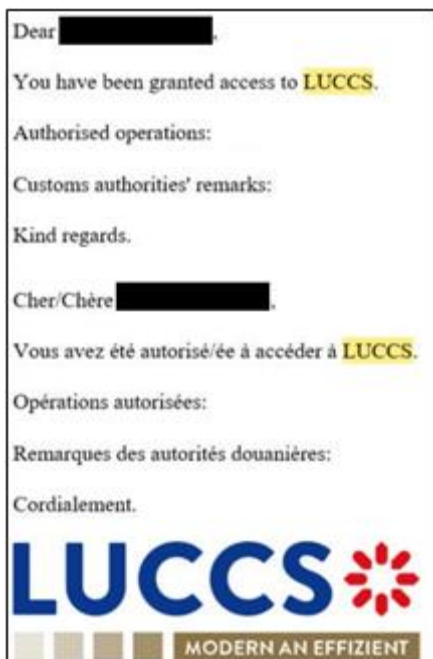 Dear ,
You have been granted access to LUCCS.
Authorised operations:
Customs authorities' remarks:
Kind regards.
Cher/Chère ,
Vous avez été autorisé/ée à accéder à LUCCS.
Opérations autorisées:
Remarques des autorités douanières:
Cordialement.
LUCCS
MODERN AN EFFIZIENT